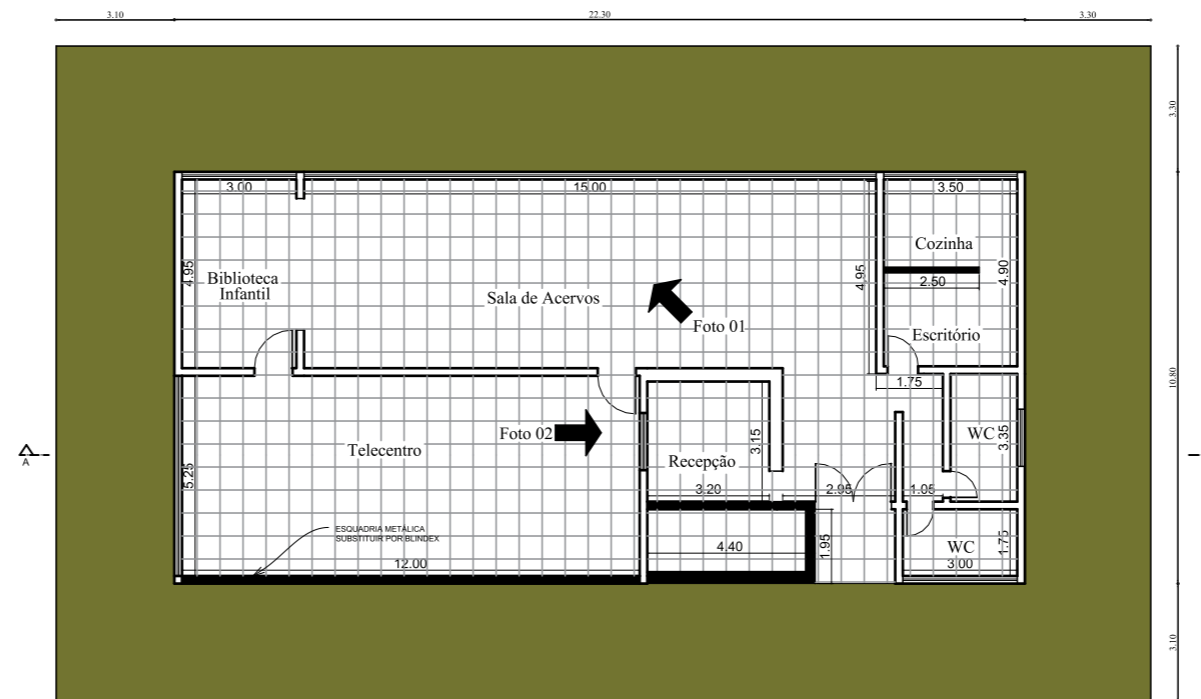 3.10
22.30
3.30
3.30
3.00
15.00
3.50
Cozinha
4.95
Biblioteca
Infantil
4.95
4.90
2.50
Sala de Acervos
Foto 01
Escritório
1.75
10.80
Foto 02
WC
3.35
Telecentro
3.15
Recepção
A
5.25
3.20
2.95
1.05
ESQUADRIA METÁLICA
SUBSTITUIR POR BLINDEX
4.40
1.95
WC
1.75
12.00
3.00
3.10